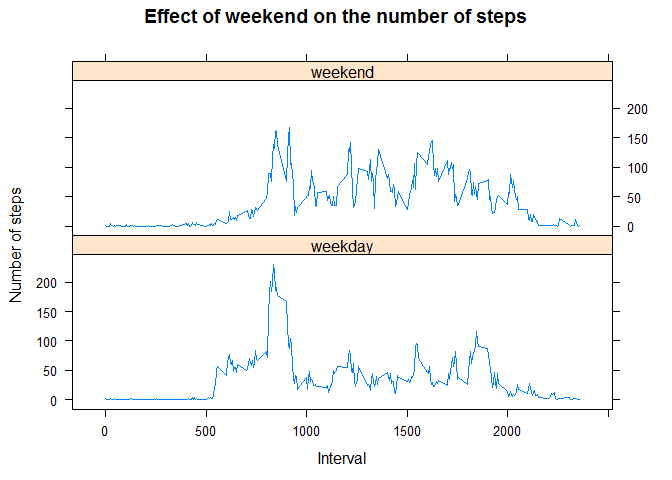 Effect of weekend on the number of steps
weekend
200
150
100
50
0
weekday
200
150
100
50
0
Number of steps
0 500 1000 1500 2000
Interval